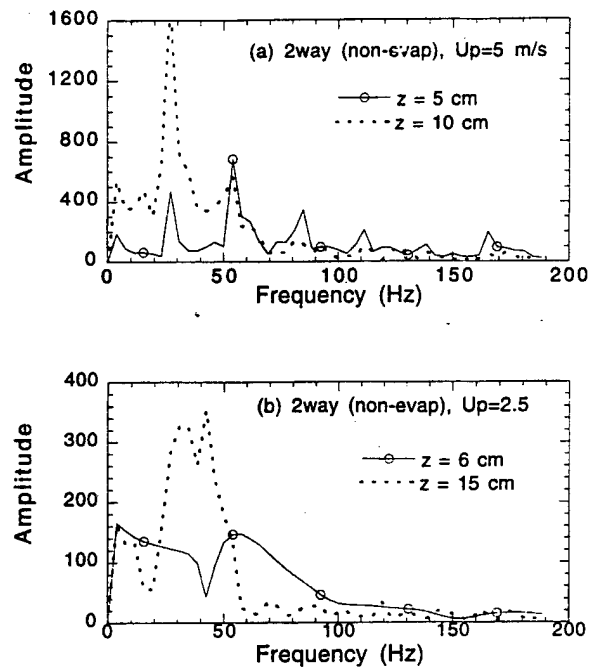 1600
1200
800
400
0
Amplitude
(a) 2way (non-evap), Up=5 m/s
z = 5 cm
z = 10 cm
0 50 100 150 200
Frequency (Hz)
400
300
200
100
0
Amplitude
(b) 2way (non-evap), Up=2.5
z = 6 cm
z = 15 cm
0 50 100 150 200
Frequency (Hz)